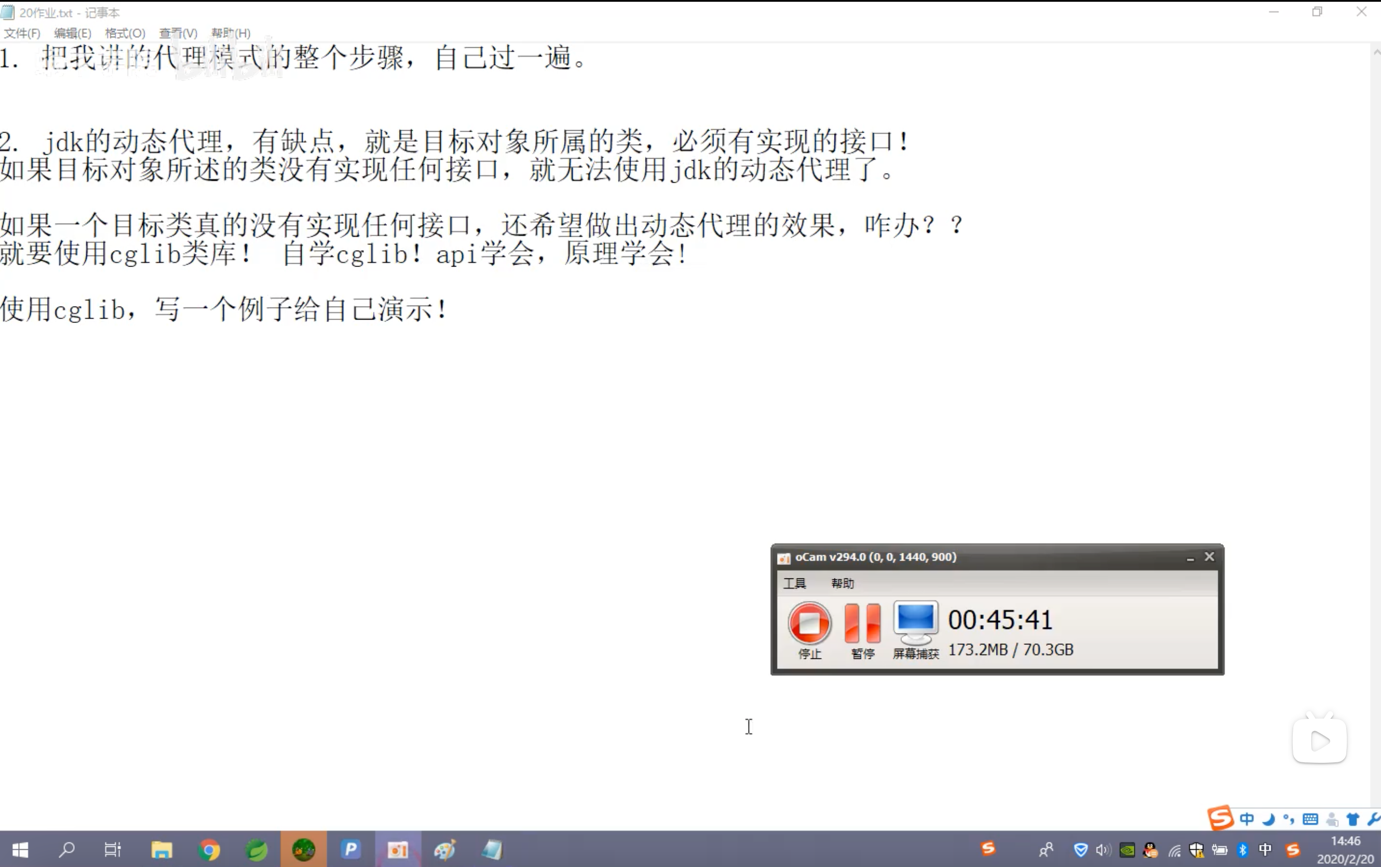 20作业.txt - 记事本
文件(F) 编辑(E) 格式(O) 查看(V) 帮助(H)
1. 把我讲的代理模式的整个步骤，自己过一遍。
2. jdk的动态代理，有缺点，就是目标对象所属的类，必须有实现的接口！
如果目标对象所述的类没有实现任何接口，就无法使用jdk的动态代理了。
如果一个目标类真的没有实现任何接口，还希望做出动态代理的效果，咋办？？
就要使用cglib类库！ 自学cglib！api学会，原理学会！
使用cglib，写一个例子给自己演示！
oCam v294.0 (0, 0, 1440, 900)
工具 帮助
00:45:41
停止 暂停 屏幕捕获 173.2MB / 70.3GB
中
中
14:46
2020/2/20